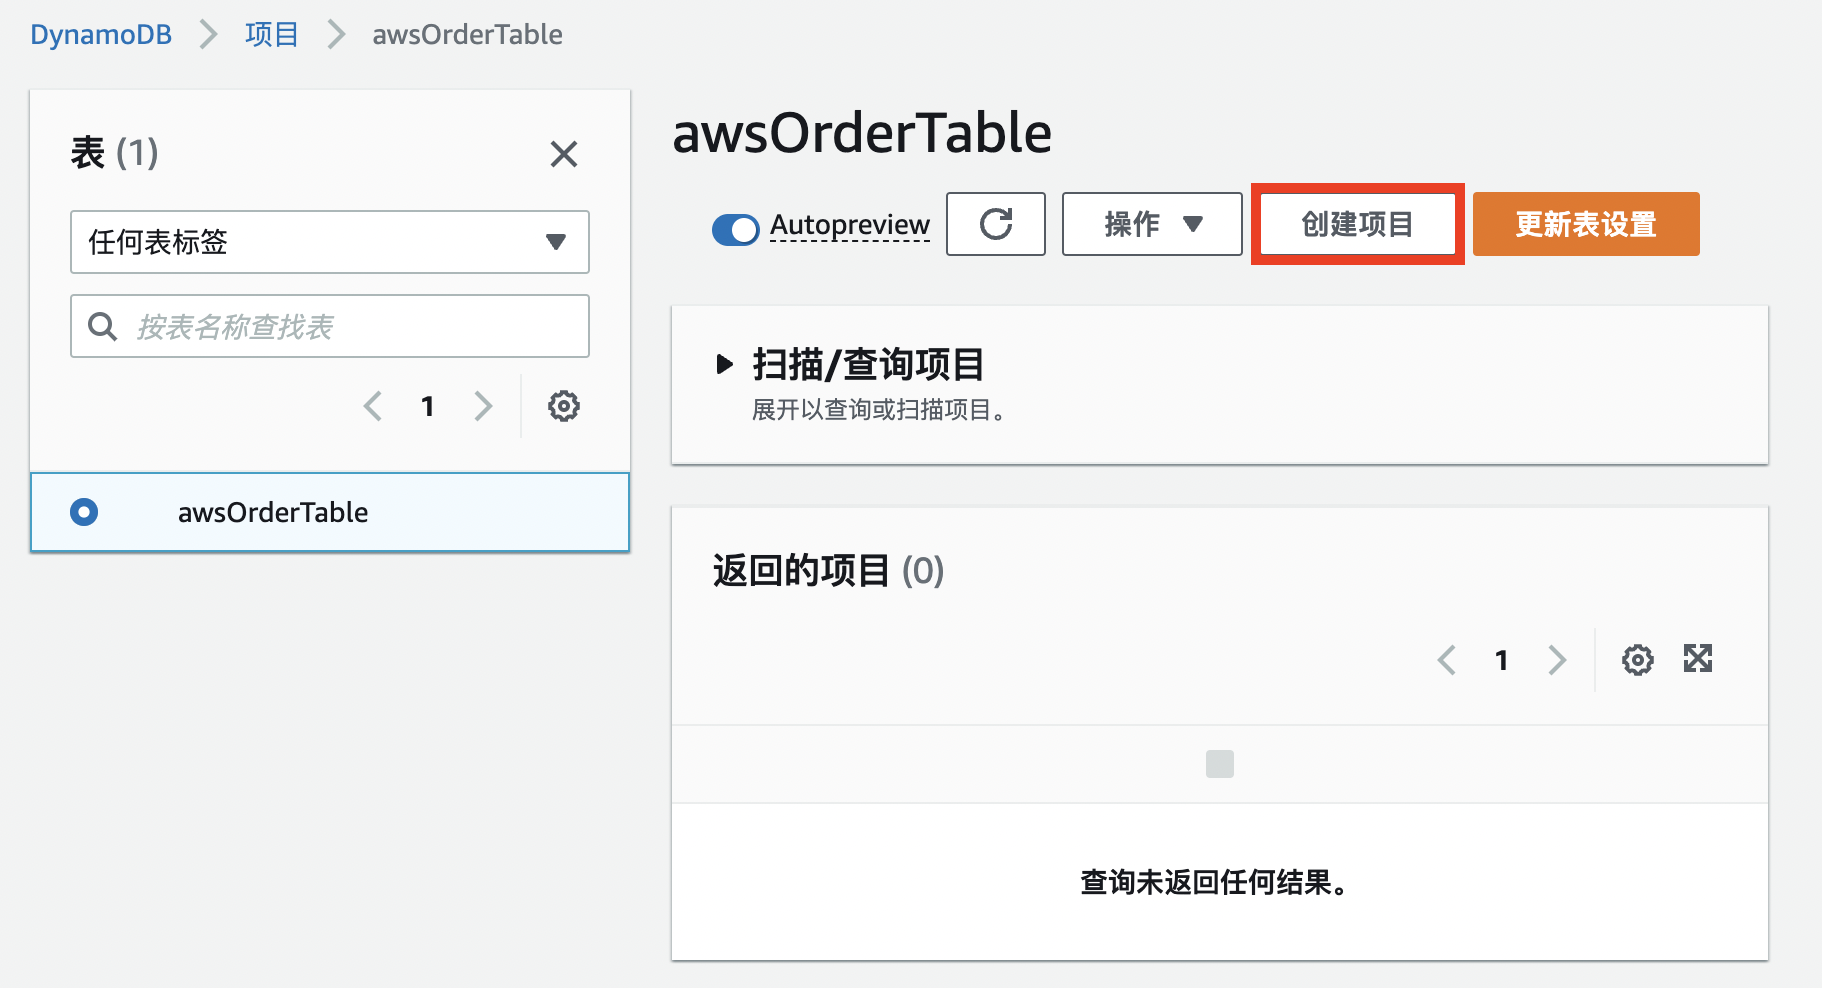 DynamoDB 项目 awsOrderTable
表 (1)
任何表标签
按表名称查找表
1
awsOrderTable
awsOrderTable
Autopreview 操作 创建项目 更新表设置
扫描/查询项目
展开以查询或扫描项目。
返回的项目 (0)
1
查询未返回任何结果。